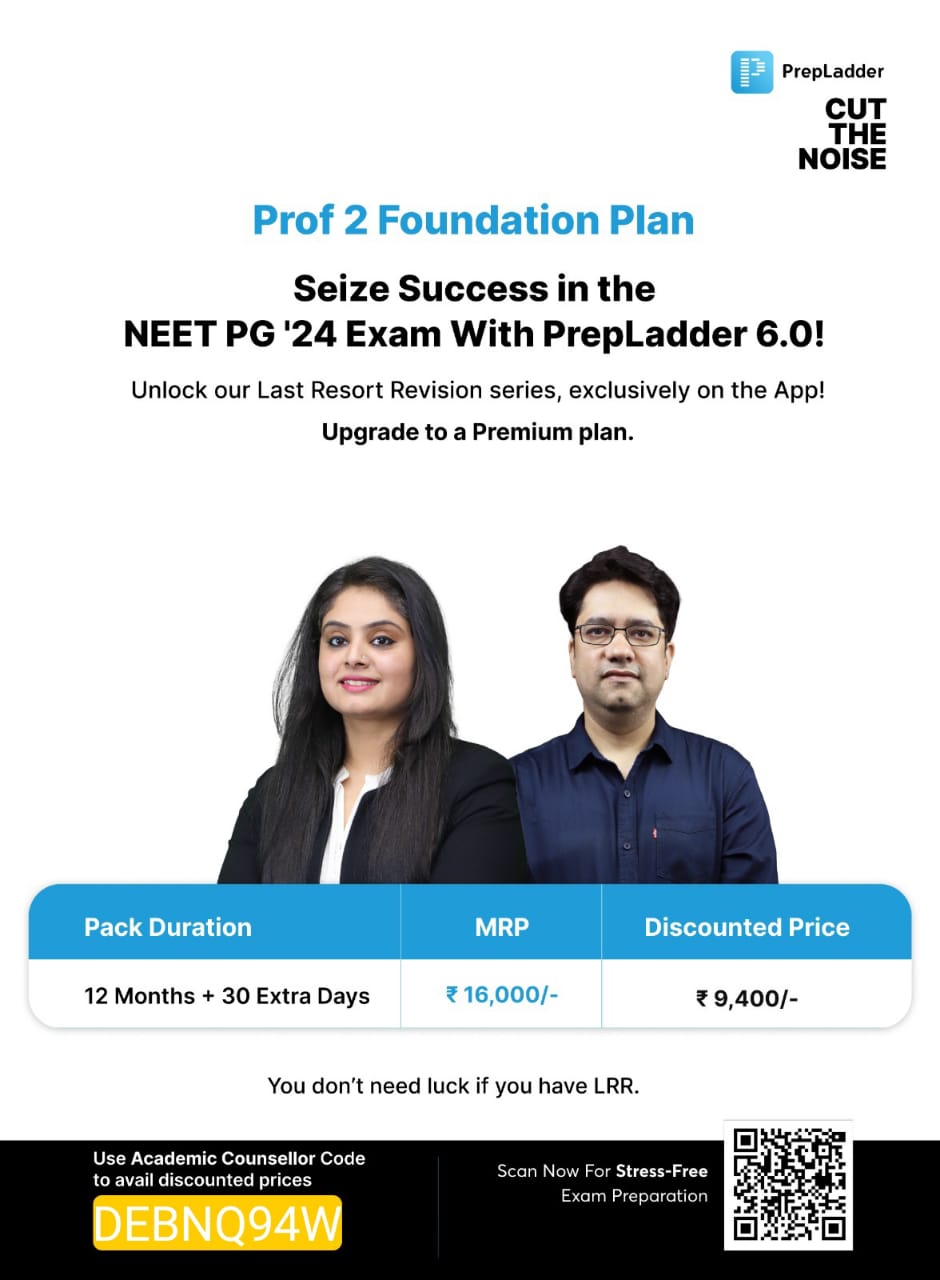 PrepLadder
CUT
THE
NOISE
Prof 2 Foundation Plan
Seize Success in the
NEET PG '24 Exam With PrepLadder 6.0!
Unlock our Last Resort Revision series, exclusively on the App!
Upgrade to a Premium plan.
Pack Duration MRP Discounted Price
12 Months + 30 Extra Days ₹ 16,000/- ₹ 9,400/-
You don’t need luck if you have LRR.
Use Academic Counsellor Code
to avail discounted prices
DEBNQ94W
Scan Now For Stress-Free
Exam Preparation